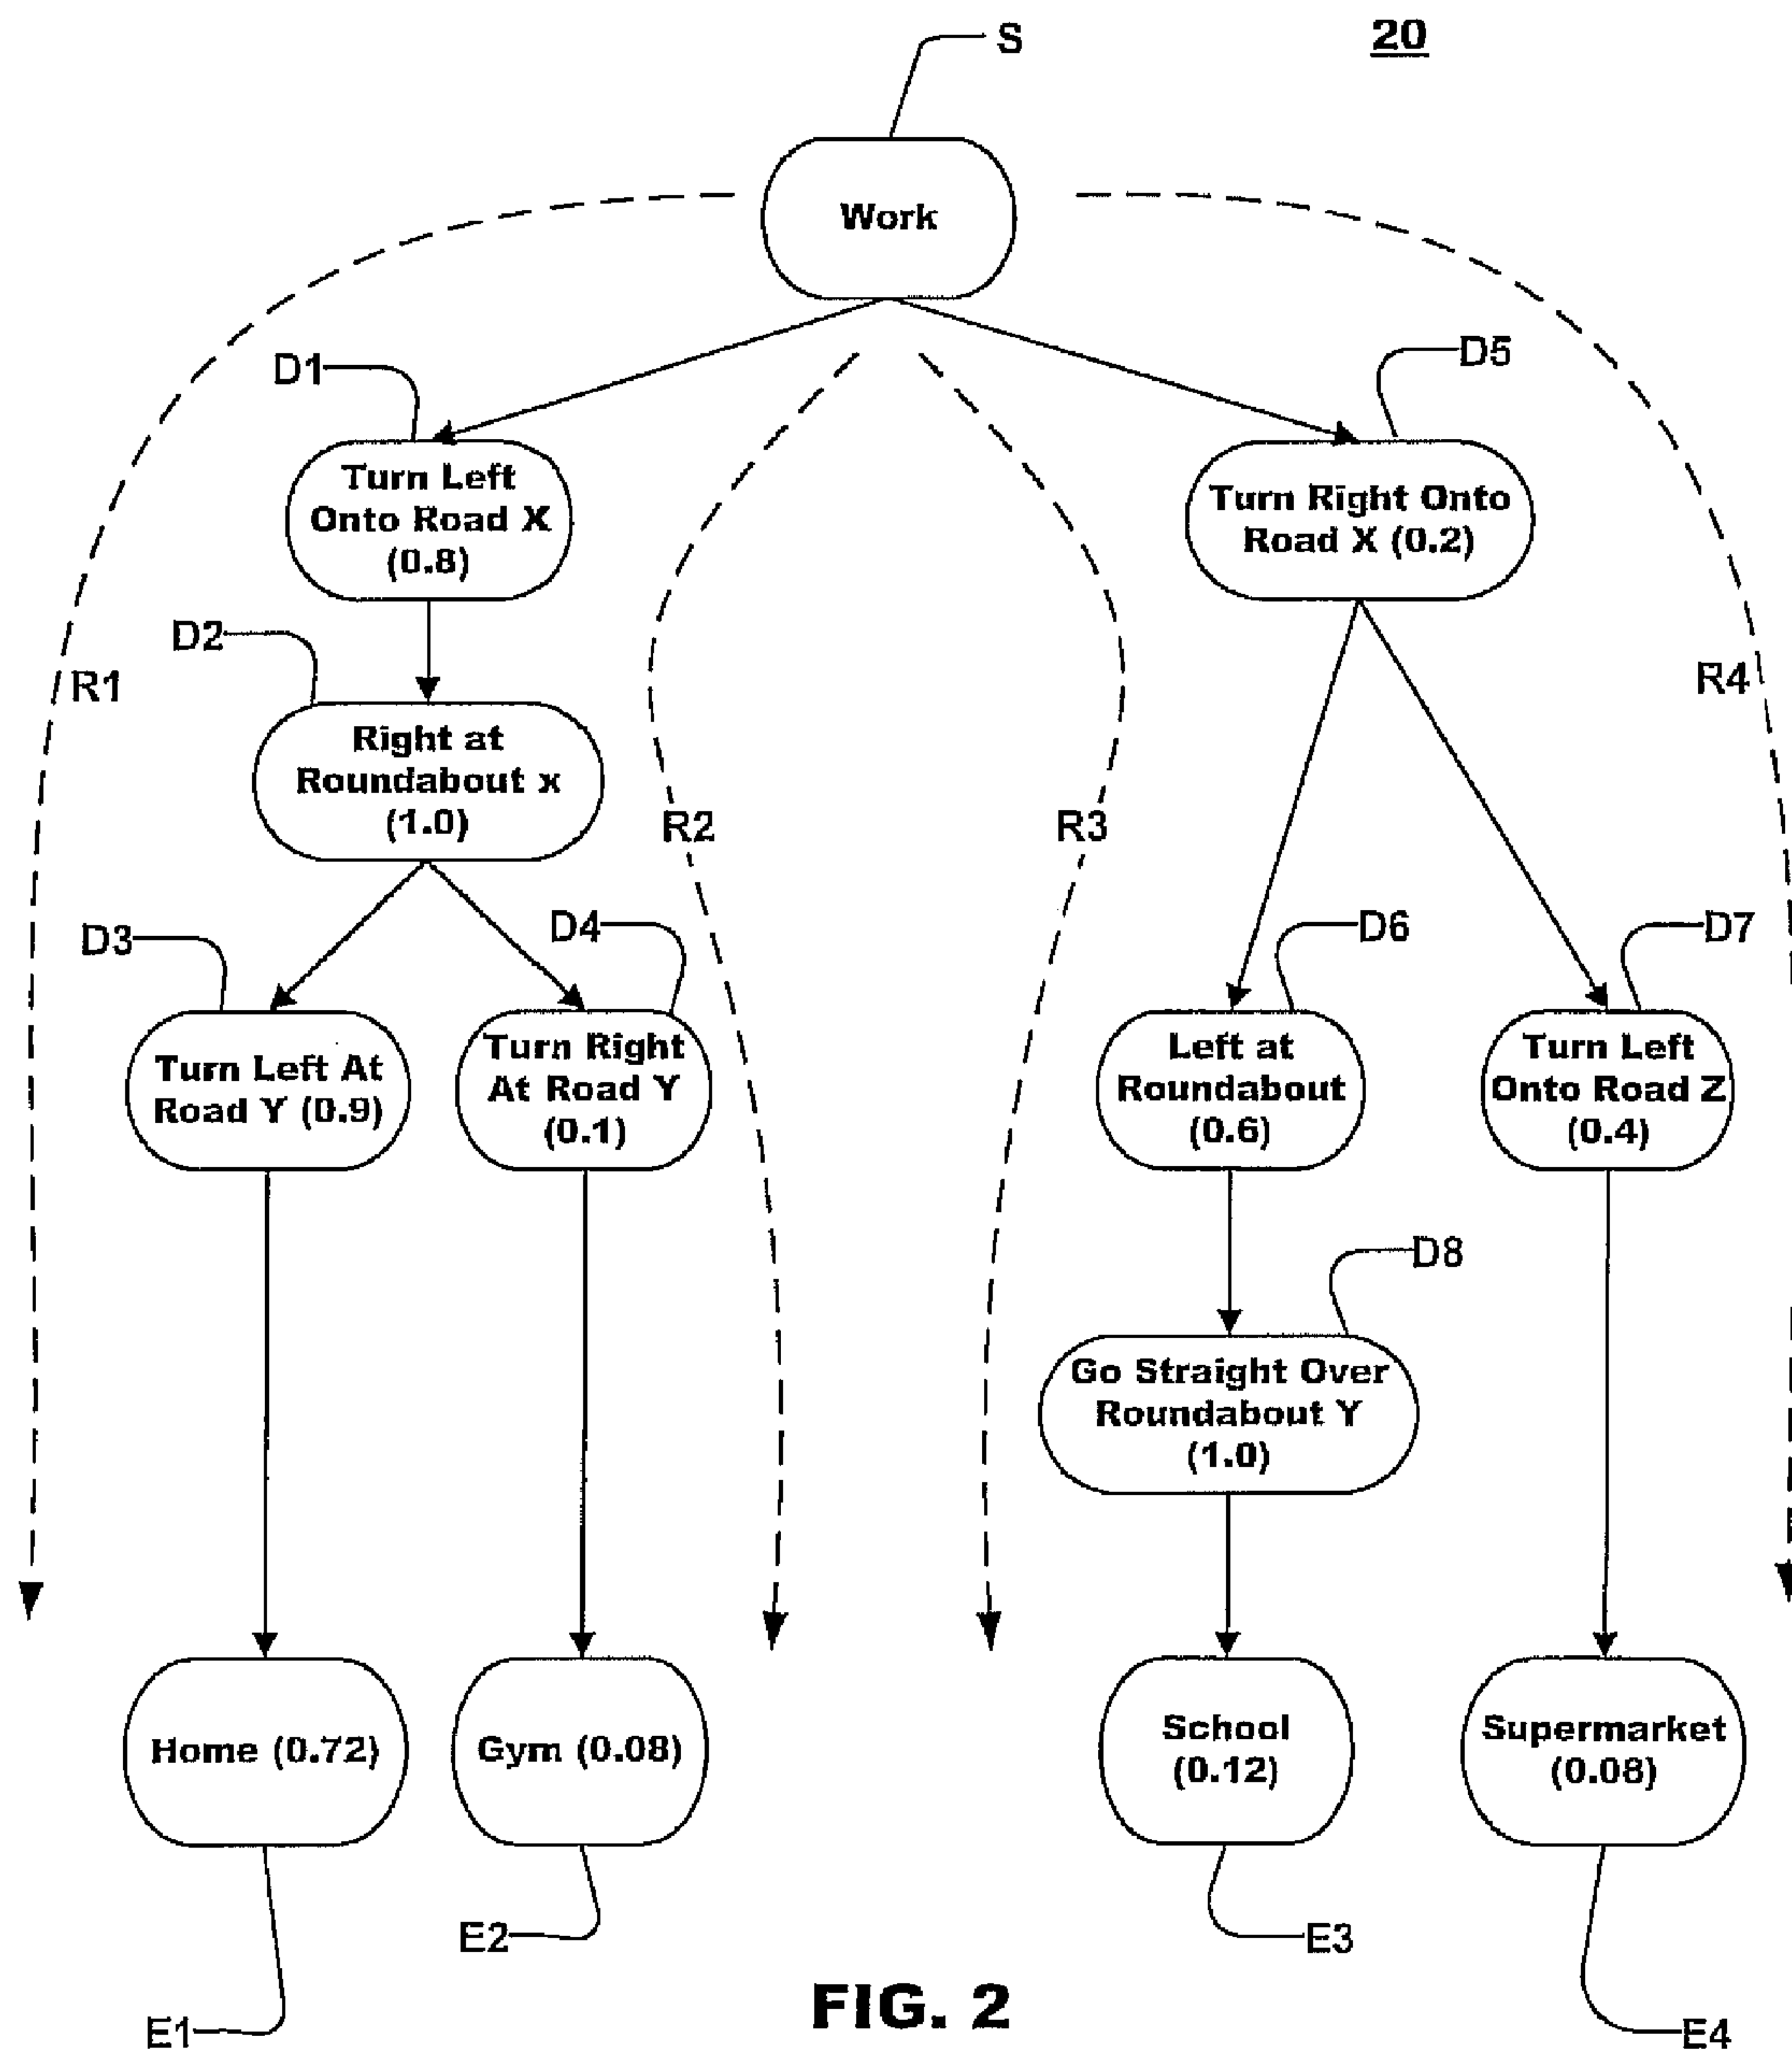 S
20
Work
D1
D5
Turn Left
Onto Road X
(0.8)
Turn Right Onto
Road X (0.2)
D2
R1
R4
Right at
Roundabout x
(1.0)
R2
R3
D3
D4
D6
D7
Turn Left At
Road Y (0.9)
Turn Right
At Road Y
(0.1)
Left at
Roundabout
(0.6)
Turn Left
Onto Road Z
(0.4)
D8
Go Straight Over
Roundabout Y
(1.0)
Home (0.72)
Gym (0.08)
School
(0.12)
Supermarket
(0.08)
E2
E3
FIG. 2
E1
E4